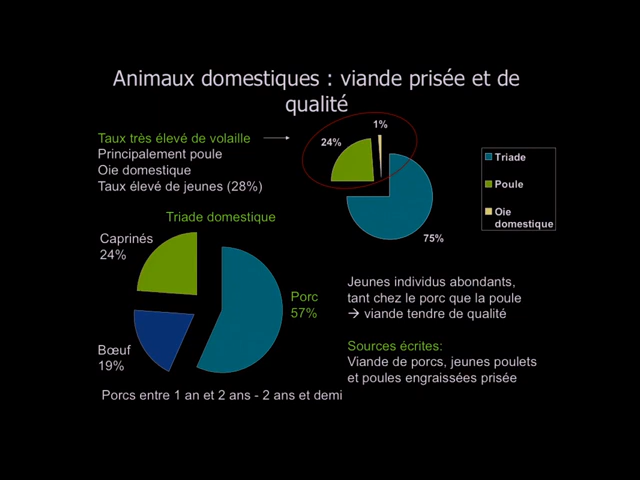 Animaux domestiques : viande prisée et de
qualité
Taux très élevé de volaille
Principalement poule
Oie domestique
Taux élevé de jeunes (28%)
1%
24%
75%
Triade
Poule
Oie
domestique
Triade domestique
Caprinés
24%
Porc
57%
Bœuf
19%
Porcs entre 1 an et 2 ans - 2 ans et demi
Jeunes individus abondants,
tant chez le porc que la poule
→ viande tendre de qualité
Sources écrites:
Viande de porcs, jeunes poulets
et poules engraissées prisée